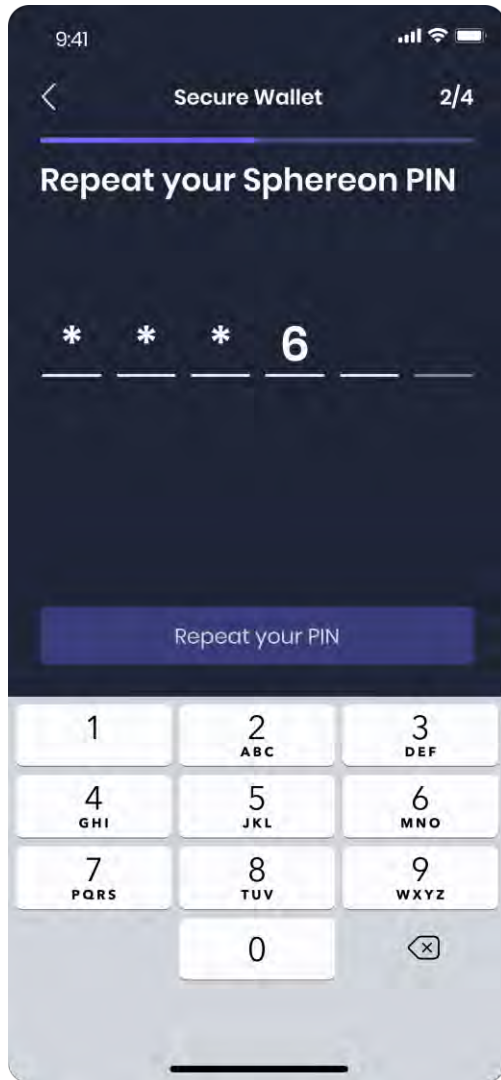 9:41
Secure Wallet 2/4
Repeat your Sphereon PIN
* * * 6
Repeat your PIN
1 2 3
ABC DEF
4 5 6
GHI JKL MNO
7 8 9
PQRS TUV WXYZ
0